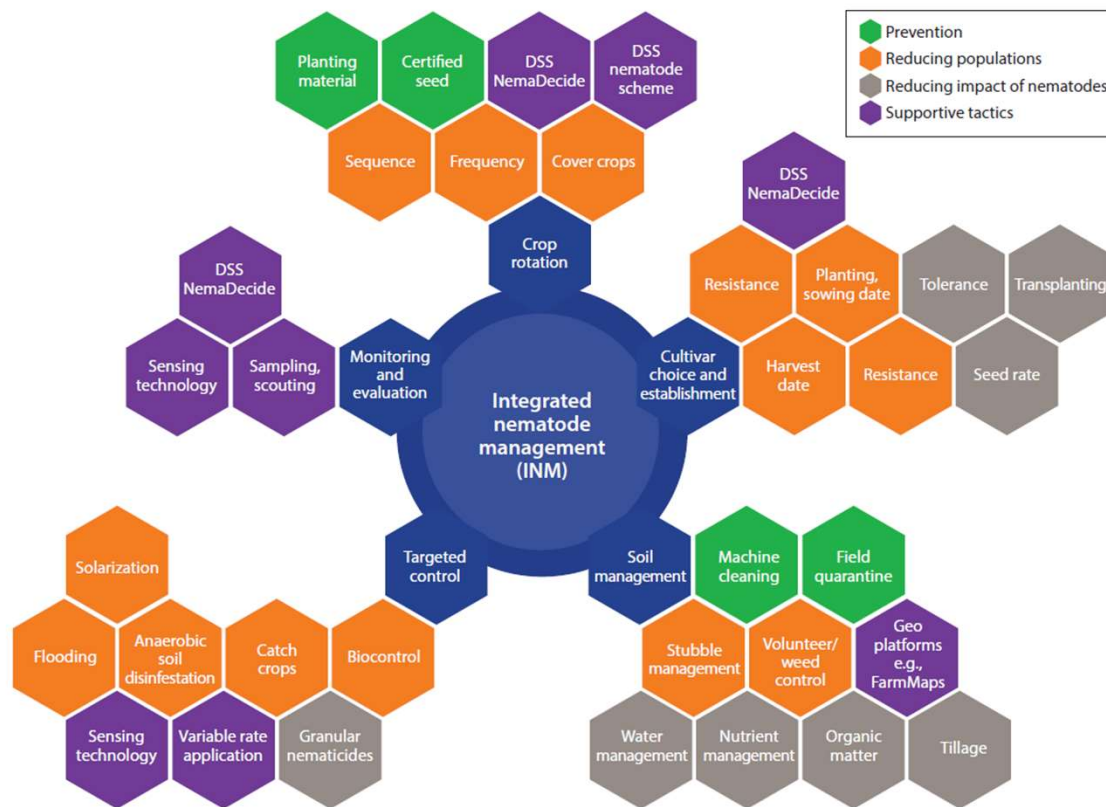 Prevention
Reducing populations
Reducing impact of nematodes
Supportive tactics
Planting
material
Certified
seed
DSS
NemaDecide
DSS
nematode
scheme
Sequence
Frequency
Cover crops
Crop
rotation
DSS
NemaDecide
Resistance
Planting,
sowing date
Tolerance
Transplanting
Cultivar
choice and
establishment
Harvest
date
Resistance
Seed rate
DSS
NemaDecide
Sensing
technology
Sampling,
scouting
Monitoring
and
evaluation
Integrated
nematode
management
(INM)
Targeted
control
Solarization
Flooding
Anaerobic
soil
disinfestation
Catch
crops
Biocontrol
Sensing
technology
Variable rate
application
Granular
nematicides
Soil
management
Machine
cleaning
Field
quarantine
Stubble
management
Volunteer/
weed
control
Geo
platforms
e.g.,
FarmMaps
Water
management
Nutrient
management
Organic
matter
Tillage